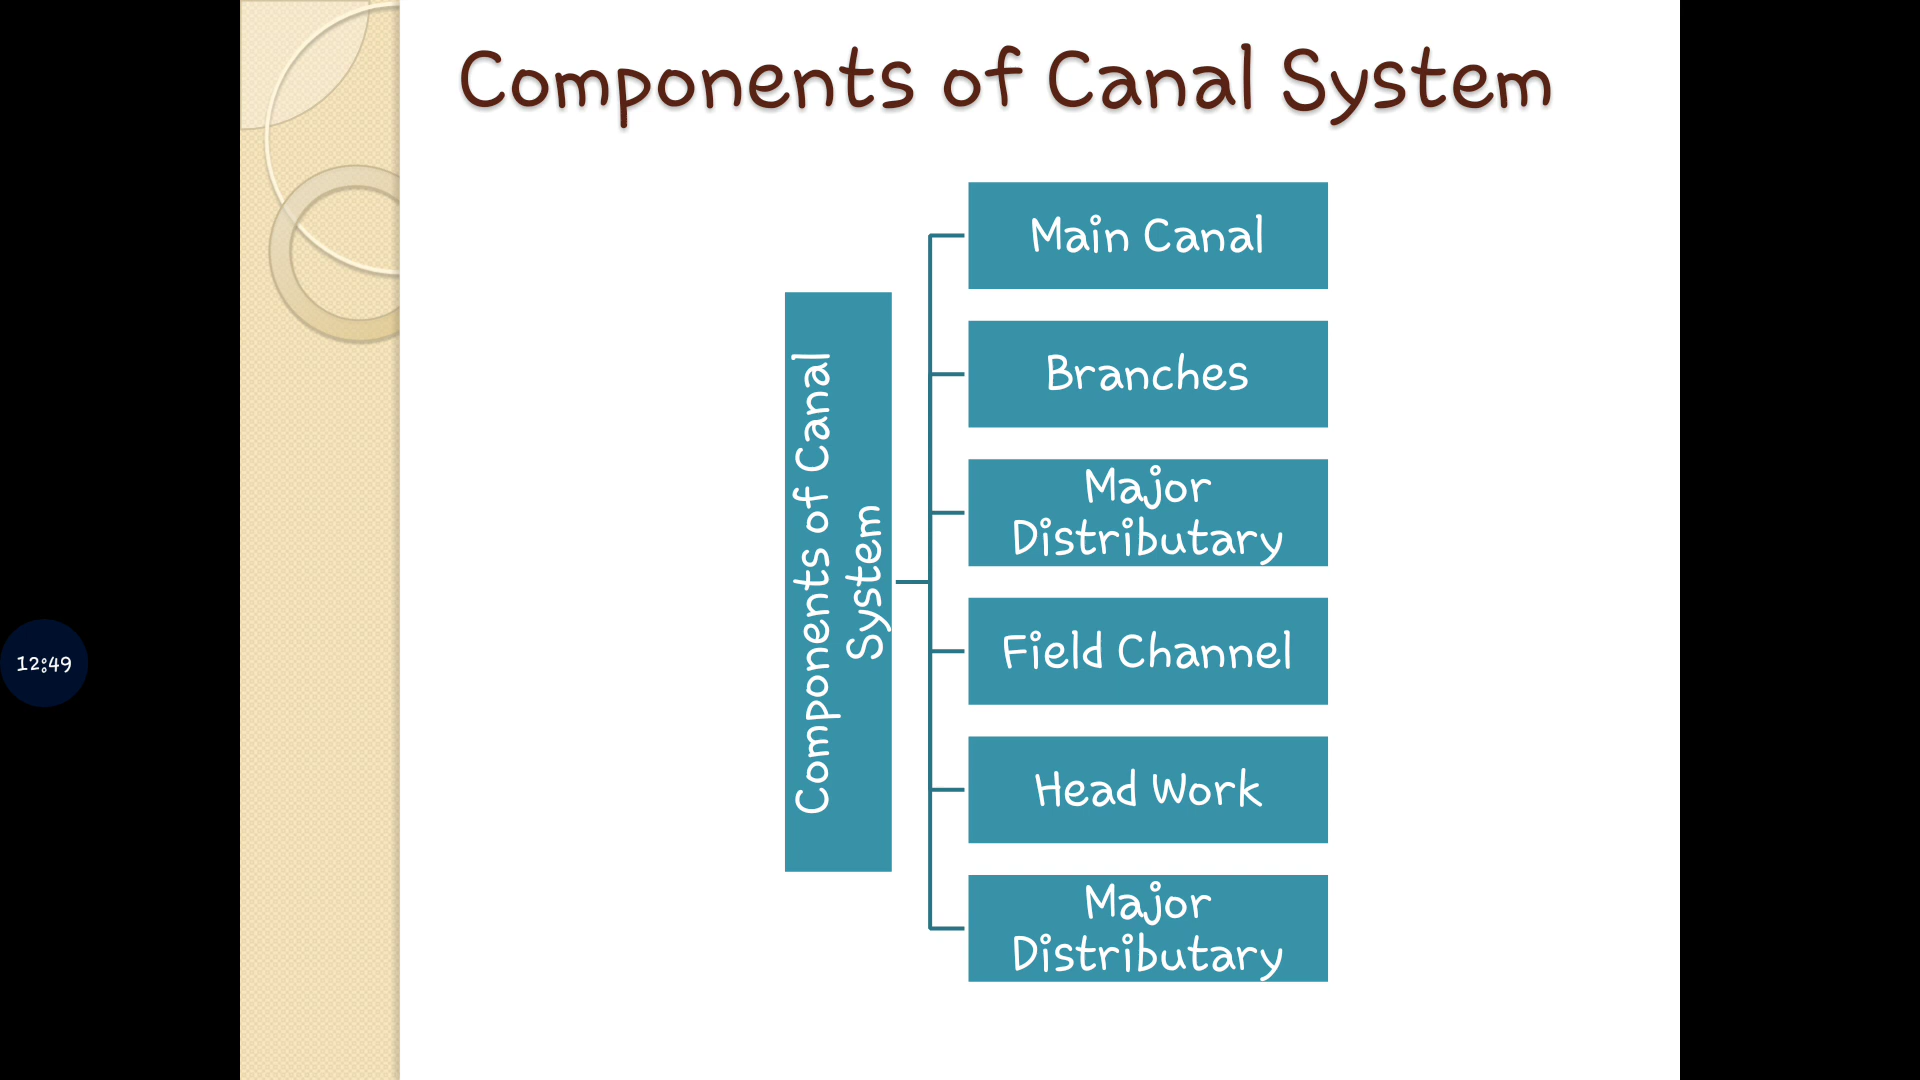 Components of Canal System
Components of Canal
System
Main Canal
Branches
Major
Distributary
Field Channel
Head Work
Major
Distributary
12:49